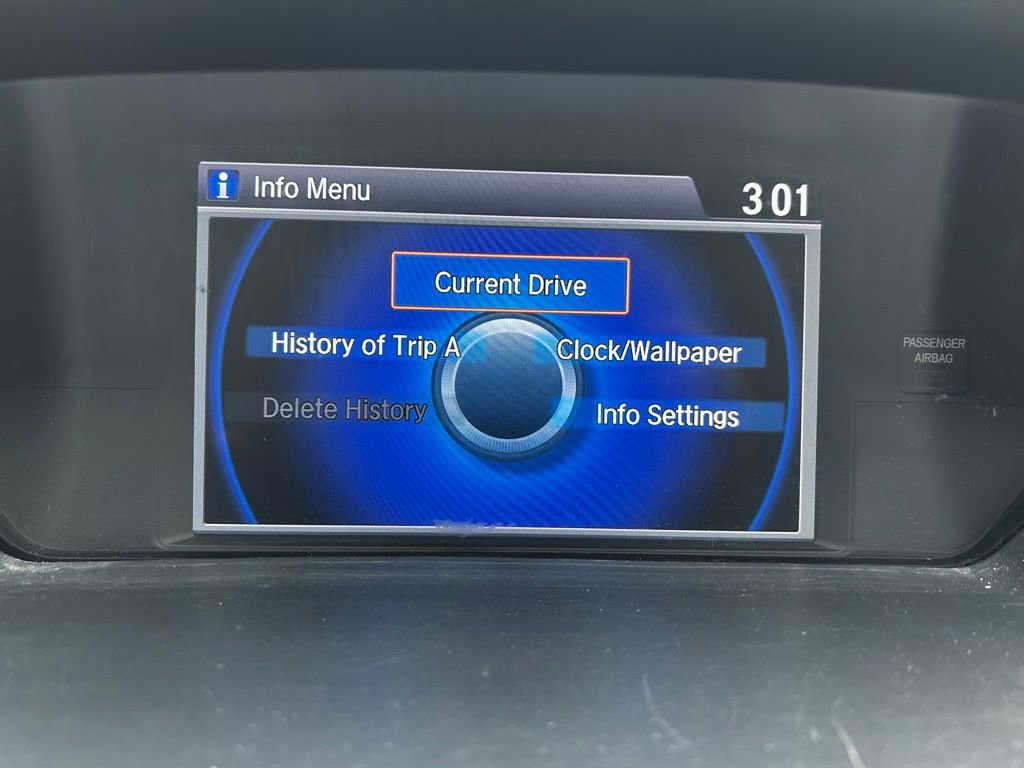 i Info Menu
3 01
Current Drive
History of Trip A
Clock/Wallpaper
Delete History
Info Settings
PASSENGER
AIRBAG